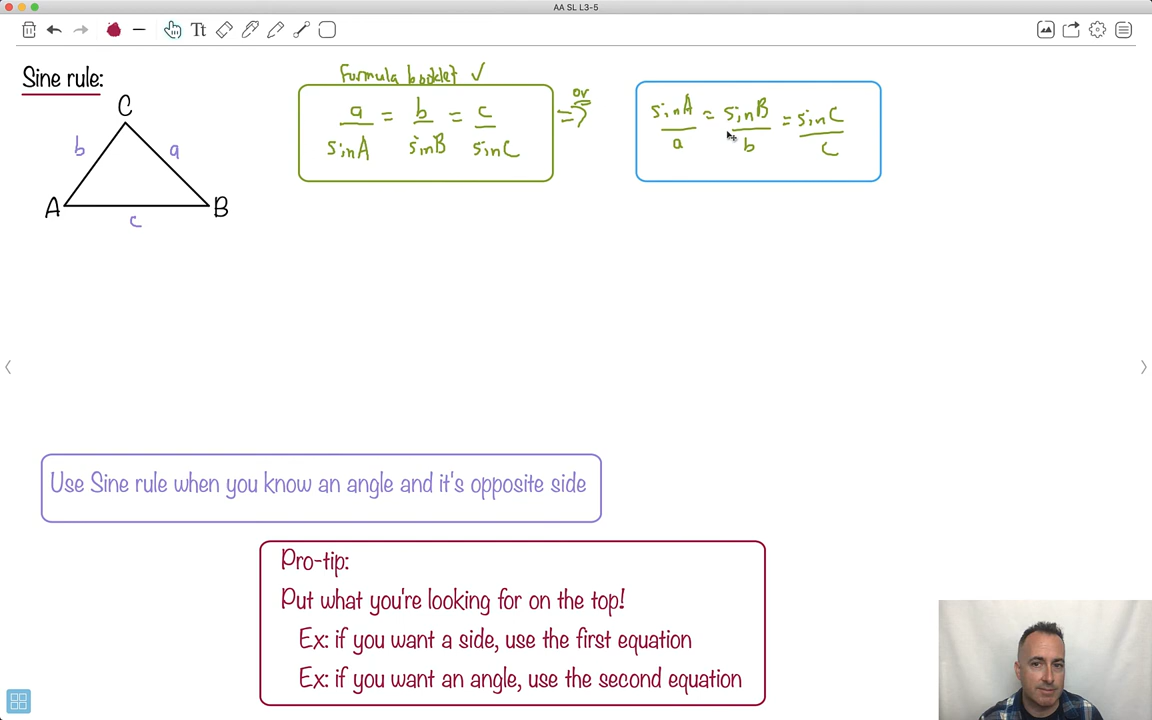 AA SL L3-5
Tt
Sine rule:
Formula booklet ✓
C
b
a
A
B
c
a/sinA = b/sinB = c/sinC
=> or
sinA/a = sinB/b = sinC/c
Use Sine rule when you know an angle and it's opposite side
Pro-tip:
Put what you're looking for on the top!
Ex: if you want a side, use the first equation
Ex: if you want an angle, use the second equation